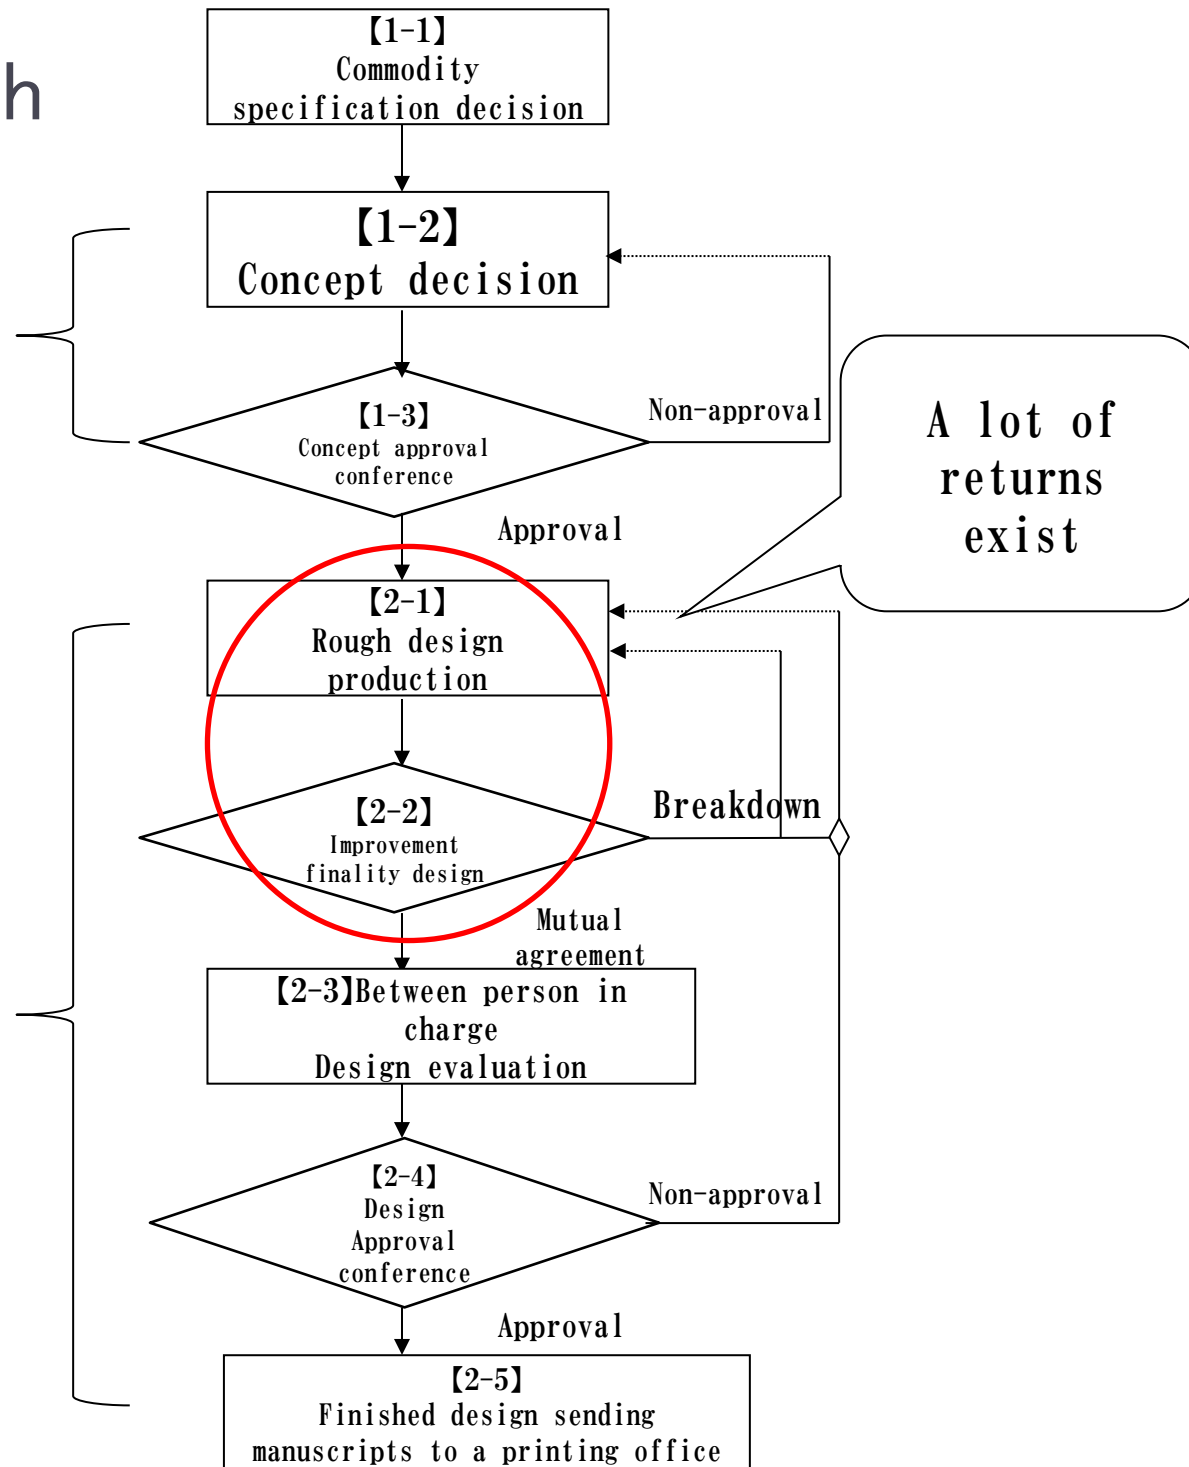 h
【1-1】
Commodity
specification decision
【1-2】
Concept decision
【1-3】
Concept approval
conference
Non-approval
A lot of
returns
exist
Approval
【2-1】
Rough design
production
【2-2】
Improvement
finality design
Breakdown
Mutual
agreement
【2-3】Between person in
charge
Design evaluation
【2-4】
Design
Approval
conference
Non-approval
Approval
【2-5】
Finished design sending
manuscripts to a printing office